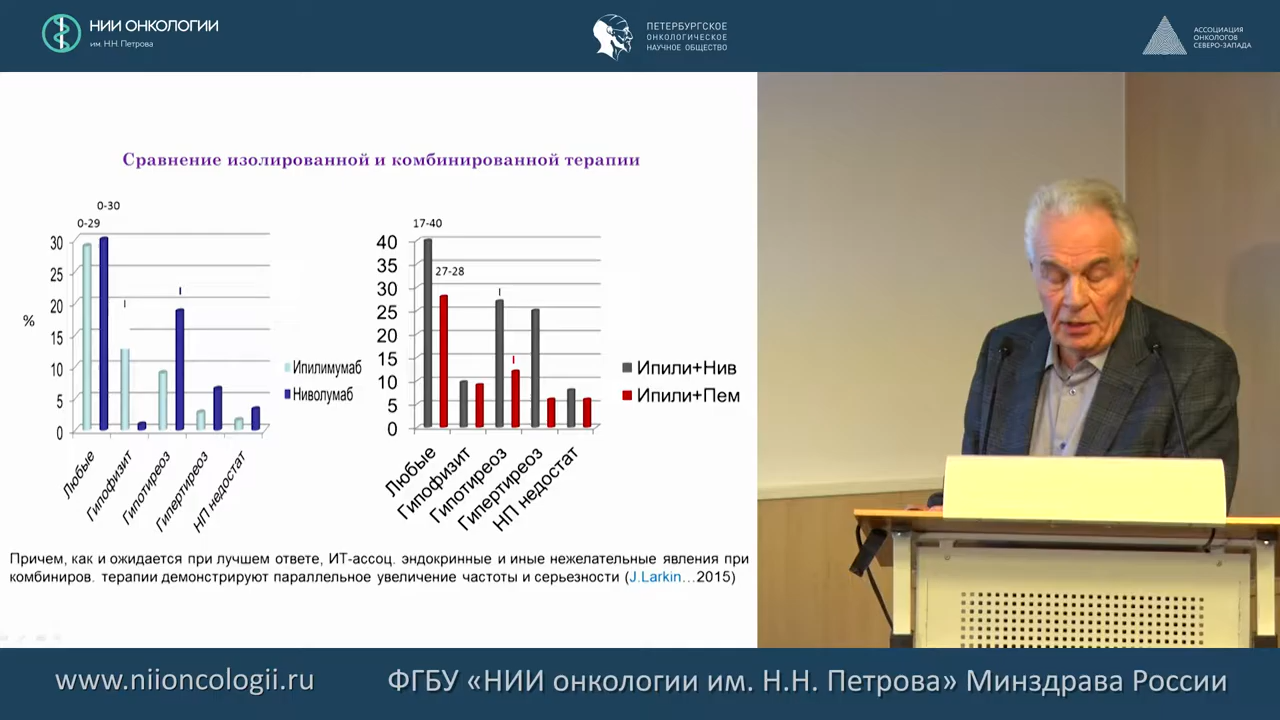 НИИ ОНКОЛОГИИ
им. Н.Н. Петрова
ПЕТЕРБУРГСКОЕ
ОНКОЛОГИЧЕСКОЕ
НАУЧНОЕ ОБЩЕСТВО
АССОЦИАЦИЯ
ОНКОЛОГОВ
СЕВЕРО-ЗАПАДА
Сравнение изолированной и комбинированной терапии
0-30
0-29
30
25
20
15
10
5
0
%
Любые
Гипофизит
Гипотиреоз
Гипертиреоз
НП недостат
Ипилимумаб
Ниволумаб
17-40
27-28
40
35
30
25
20
15
10
5
0
Любые
Гипофизит
Гипотиреоз
Гипертиреоз
НП недостат
Ипили+Нив
Ипили+Пем
Причем, как и ожидается при лучшем ответе, ИТ-ассоц. эндокринные и иные нежелательные явления при
комбиниров. терапии демонстрируют параллельное увеличение частоты и серьезности (J.Larkin...2015)
www.niioncologii.ru
ФГБУ «НИИ онкологии им. Н.Н. Петрова» Минздрава России